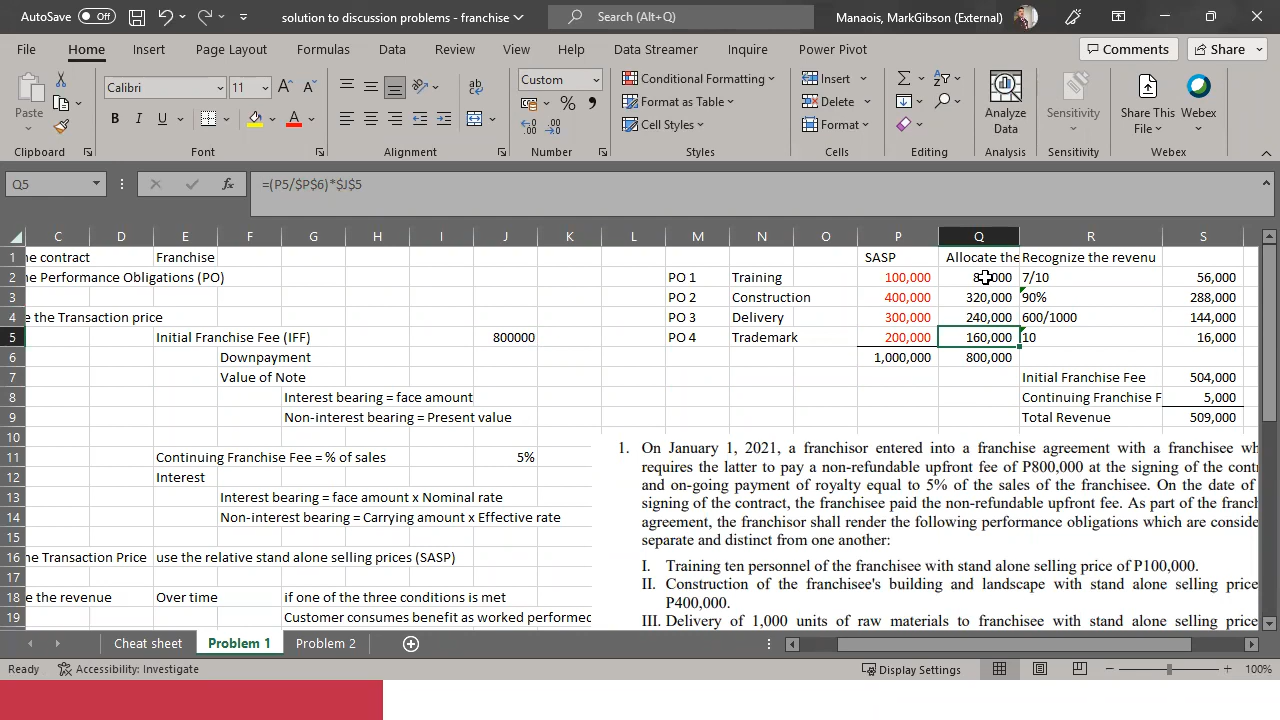 AutoSave Off solution to discussion problems - franchise Search (Alt+Q) Manaois, MarkGibson (External)
File Home Insert Page Layout Formulas Data Review View Help Data Streamer Inquire Power Pivot Comments Share
Paste
Clipboard
Calibri 11
B I U A
Font
ab
Alignment
Custom
% 9
Number
Conditional Formatting
Format as Table
Cell Styles
Styles
Insert
Delete
Format
Cells
Editing
Analyze Data
Analysis
Sensitivity
Sensitivity
Share This File Webex
Webex
Q5 fx =(P5/$P$6)*$J$5
C D E F G H I J K L M N O P Q R S
1 ne contract Franchise SASP Allocate the Recognize the revenu
2 ne Performance Obligations (PO) PO 1 Training 100,000 7/10 56,000
3 PO 2 Construction 400,000 320,000 90% 288,000
4 e the Transaction price PO 3 Delivery 300,000 240,000 600/1000 144,000
5 Initial Franchise Fee (IFF) 800000 PO 4 Trademark 200,000 160,000 10 16,000
6 Downpayment 1,000,000 800,000
7 Value of Note Initial Franchise Fee 504,000
8 Interest bearing = face amount Continuing Franchise F 5,000
9 Non-interest bearing = Present value Total Revenue 509,000
10
11 Continuing Franchise Fee = % of sales 5%
12 Interest
13 Interest bearing = face amount x Nominal rate
14 Non-interest bearing = Carrying amount x Effective rate
15
16 ne Transaction Price use the relative stand alone selling prices (SASP)
17
18 e the revenue Over time if one of the three conditions is met
19 Customer consumes benefit as worked performed
1. On January 1, 2021, a franchisor entered into a franchise agreement with a franchisee wh
requires the latter to pay a non-refundable upfront fee of P800,000 at the signing of the contr
and on-going payment of royalty equal to 5% of the sales of the franchisee. On the date of
signing of the contract, the franchisee paid the non-refundable upfront fee. As part of the franch
agreement, the franchisor shall render the following performance obligations which are conside
separate and distinct from one another:
I. Training ten personnel of the franchisee with stand alone selling price of P100,000.
II. Construction of the franchisee's building and landscape with stand alone selling price
P400,000.
III. Delivery of 1,000 units of raw materials to franchisee with stand alone selling price
Cheat sheet Problem 1 Problem 2
Ready Accessibility: Investigate Display Settings 100%